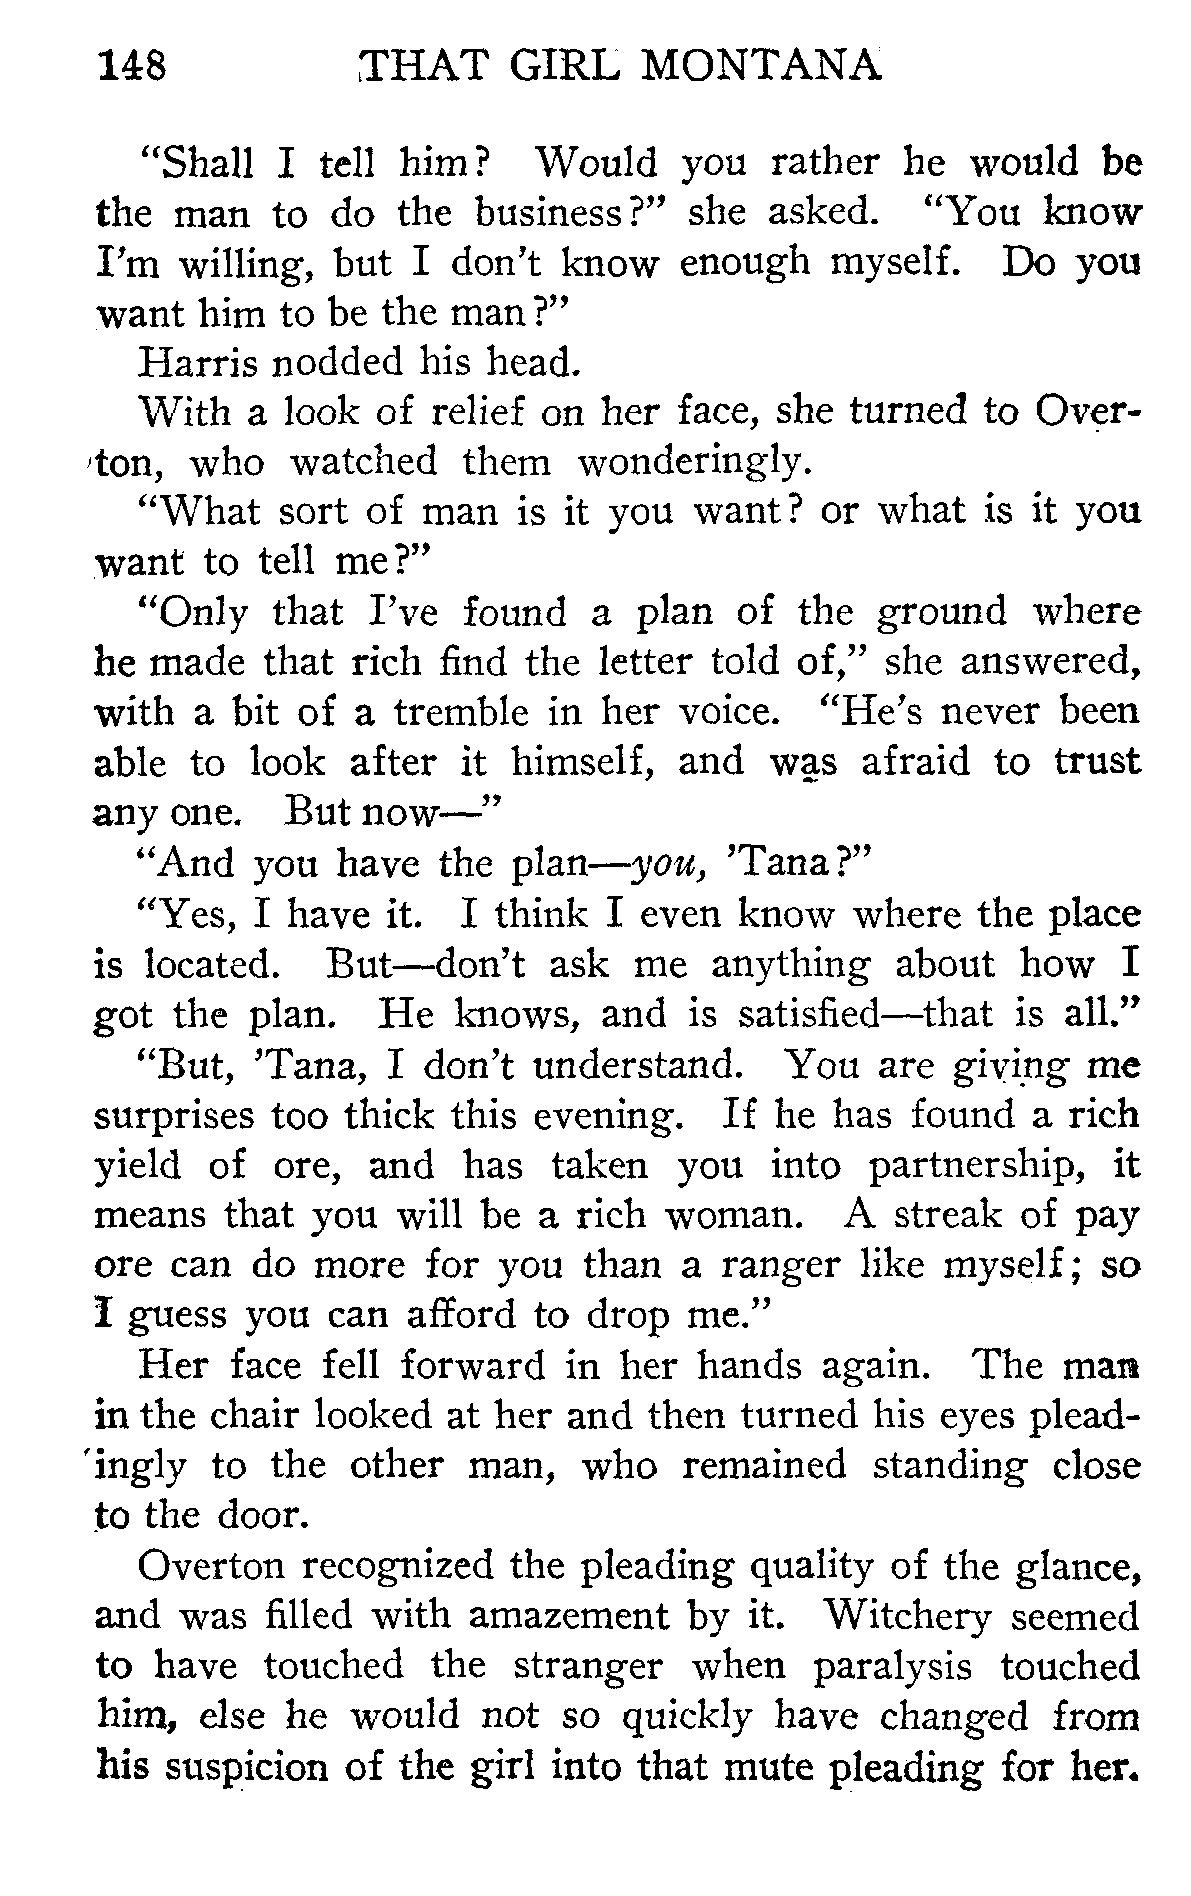 148 THAT GIRL MONTANA
“Shall I tell him? Would you rather he would be
the man to do the business?” she asked. “You know
I’m willing, but I don’t know enough myself. Do you
want him to be the man?”
Harris nodded his head.
With a look of relief on her face, she turned to Over-
ton, who watched them wonderingly.
“What sort of man is it you want? or what is it you
want to tell me?”
“Only that I’ve found a plan of the ground where
he made that rich find the letter told of,” she answered,
with a bit of a tremble in her voice. “He’s never been
able to look after it himself, and was afraid to trust
any one. But now—”
“And you have the plan—you, ’Tana?”
“Yes, I have it. I think I even know where the place
is located. But—don’t ask me anything about how I
got the plan. He knows, and is satisfied—that is all.”
“But, ’Tana, I don’t understand. You are giving me
surprises too thick this evening. If he has found a rich
yield of ore, and has taken you into partnership, it
means that you will be a rich woman. A streak of pay
ore can do more for you than a ranger like myself; so
I guess you can afford to drop me.”
Her face fell forward in her hands again. The man
in the chair looked at her and then turned his eyes plead-
ingly to the other man, who remained standing close
to the door.
Overton recognized the pleading quality of the glance,
and was filled with amazement by it. Witchery seemed
to have touched the stranger when paralysis touched
him, else he would not so quickly have changed from
his suspicion of the girl into that mute pleading for her.